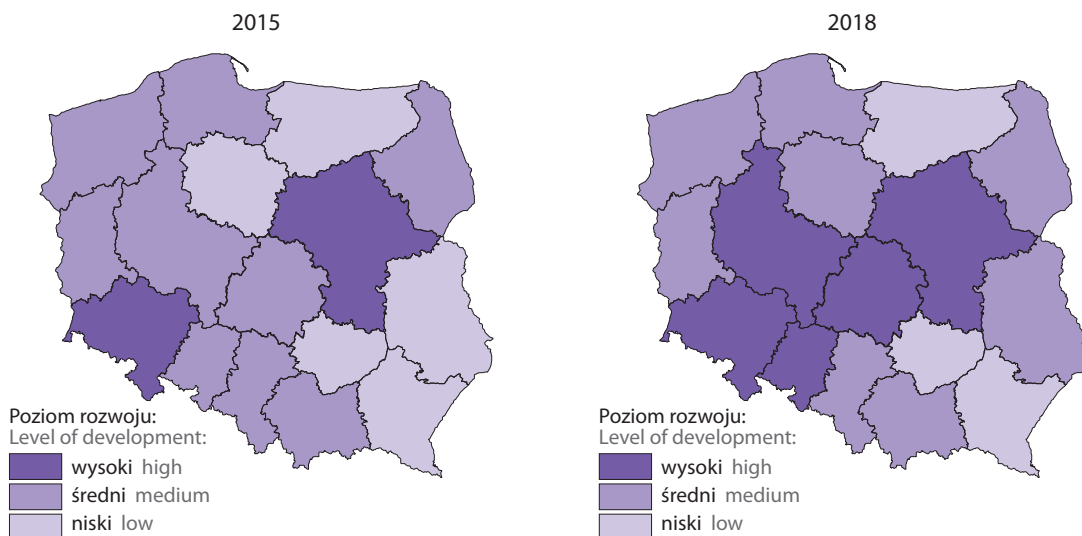 2015
Poziom rozwoju:
Level of development:
wysoki high
średni medium
niski low
2018
Poziom rozwoju:
Level of development:
wysoki high
średni medium
niski low